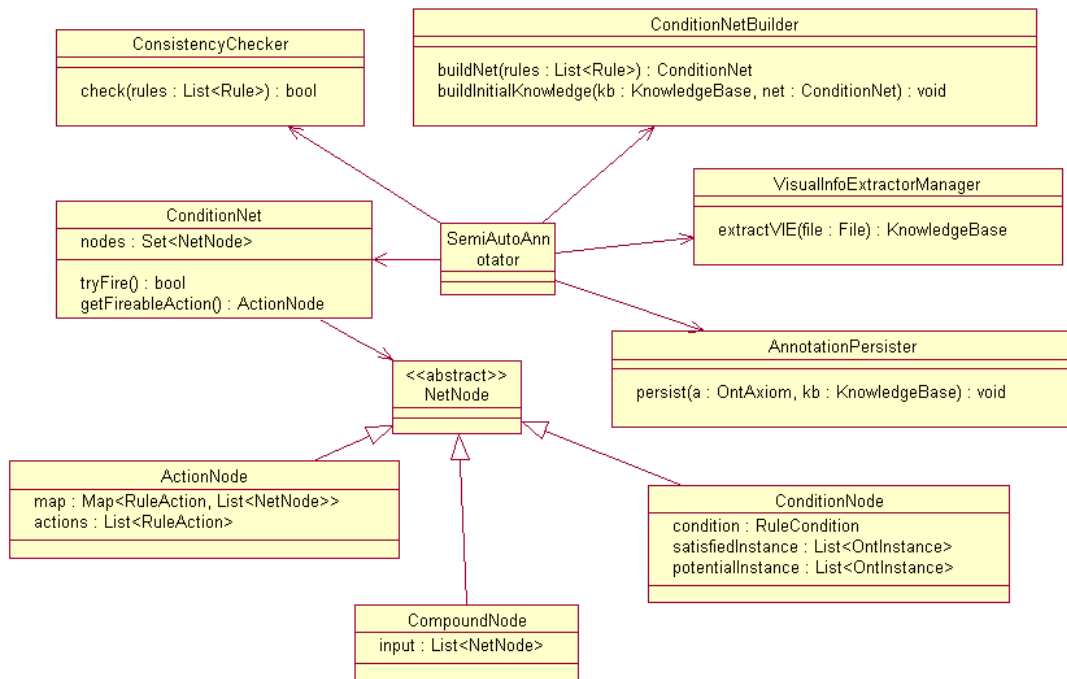 ConsistencyChecker
check(rules : List<Rule>) : bool
ConditionNetBuilder
buildNet(rules : List<Rule>) : ConditionNet
buildInitialKnowledge(kb : KnowledgeBase, net : ConditionNet) : void
VisualInfoExtractorManager
extractVIE(file : File) : KnowledgeBase
ConditionNet
nodes : Set<NetNode>
tryFire() : bool
getFireableAction() : ActionNode
SemiAutoAnn
otator
AnnotationPersister
persist(a : OntAxiom, kb : KnowledgeBase) : void
<<abstract>>
NetNode
ActionNode
map : Map<RuleAction, List<NetNode>>
actions : List<RuleAction>
ConditionNode
condition : RuleCondition
satisfiedInstance : List<OntInstance>
potentialInstance : List<OntInstance>
CompoundNode
input : List<NetNode>